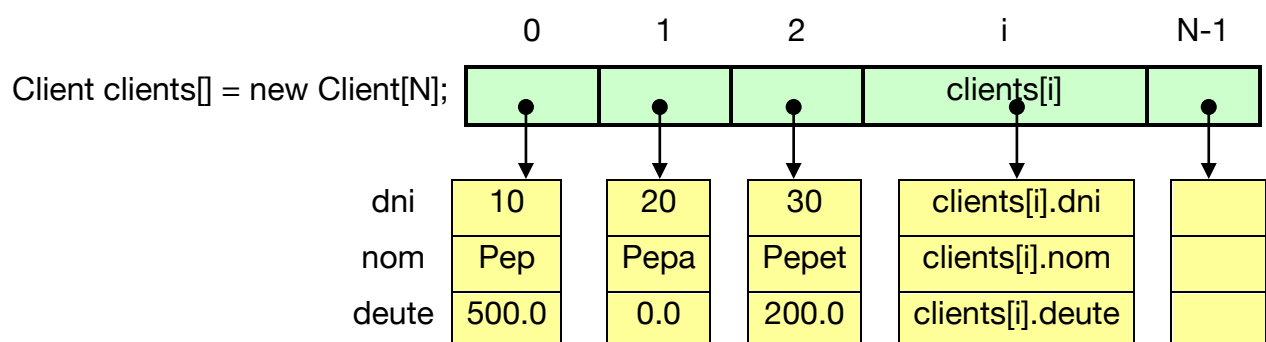 0 1 2 i N-1
Client clients[] = new Client[N]; clients[i]
dni 10 20 30 clients[i].dni
nom Pep Pepa Pepet clients[i].nom
deute 500.0 0.0 200.0 clients[i].deute